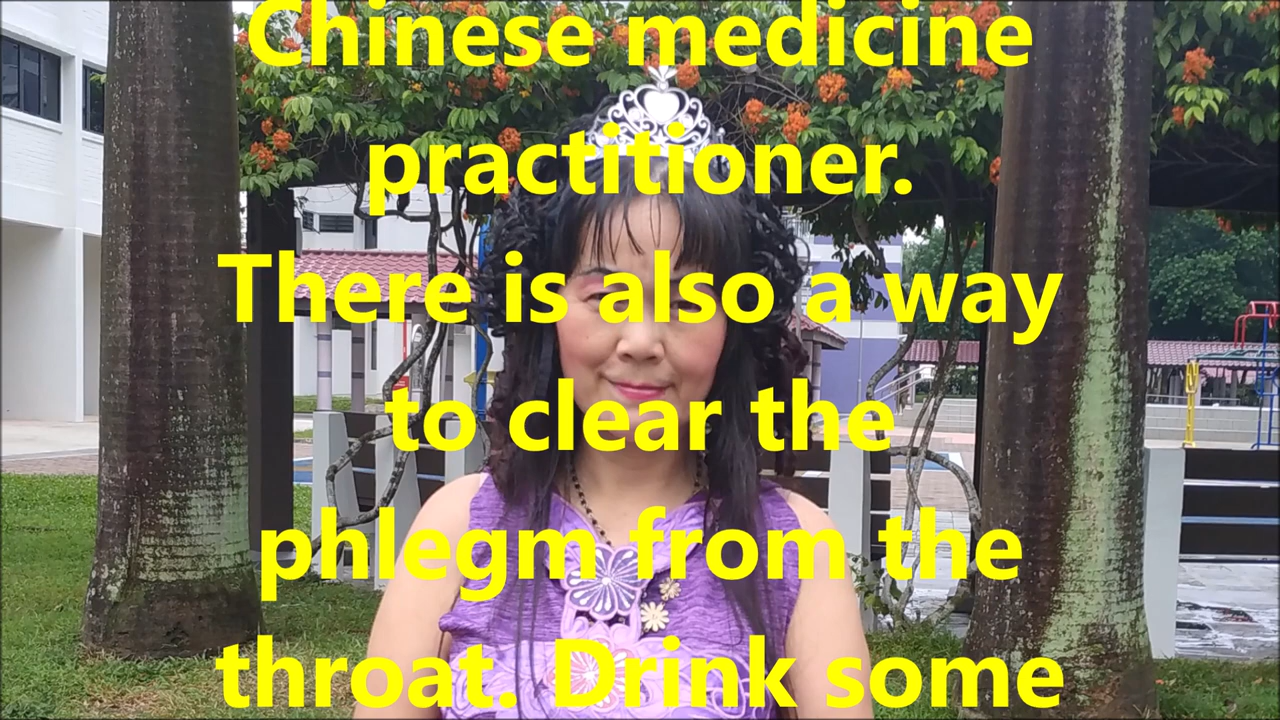 Chinese medicine
practitioner.
There is also a way
to clear the
phlegm from the
throat. Drink some